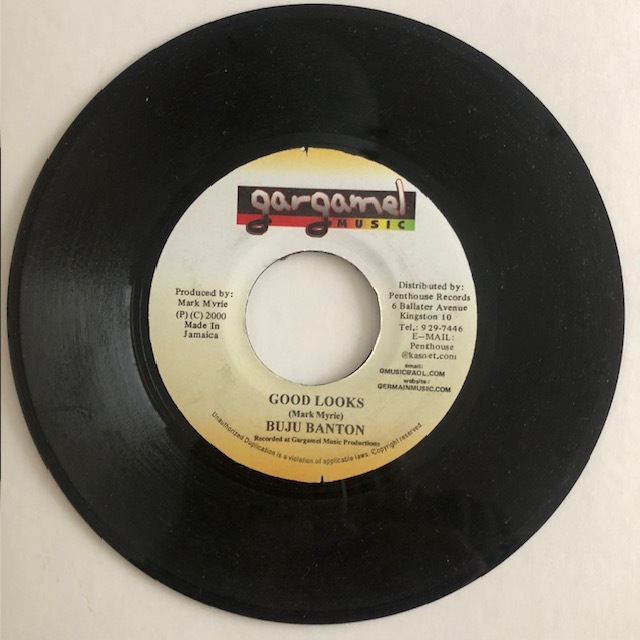 gargamel
MUSIC
Produced by:
Mark Myrie
(P) (C) 2000
Made In
Jamaica
Distributed by:
Penthouse Records
6 Ballater Avenue
Kingston 10
Tel.: 929-7446
E-MAIL:
Penthouse
@kasnet.com
email:
GMUSIC@AOL.COM
website:
GERMAINMUSIC.COM
GOOD LOOKS
(Mark Myrie)
BUJU BANTON
Recorded at Gargamel Music Productions
Unauthorized Duplication is a violation of applicable laws. Copyright reserved.